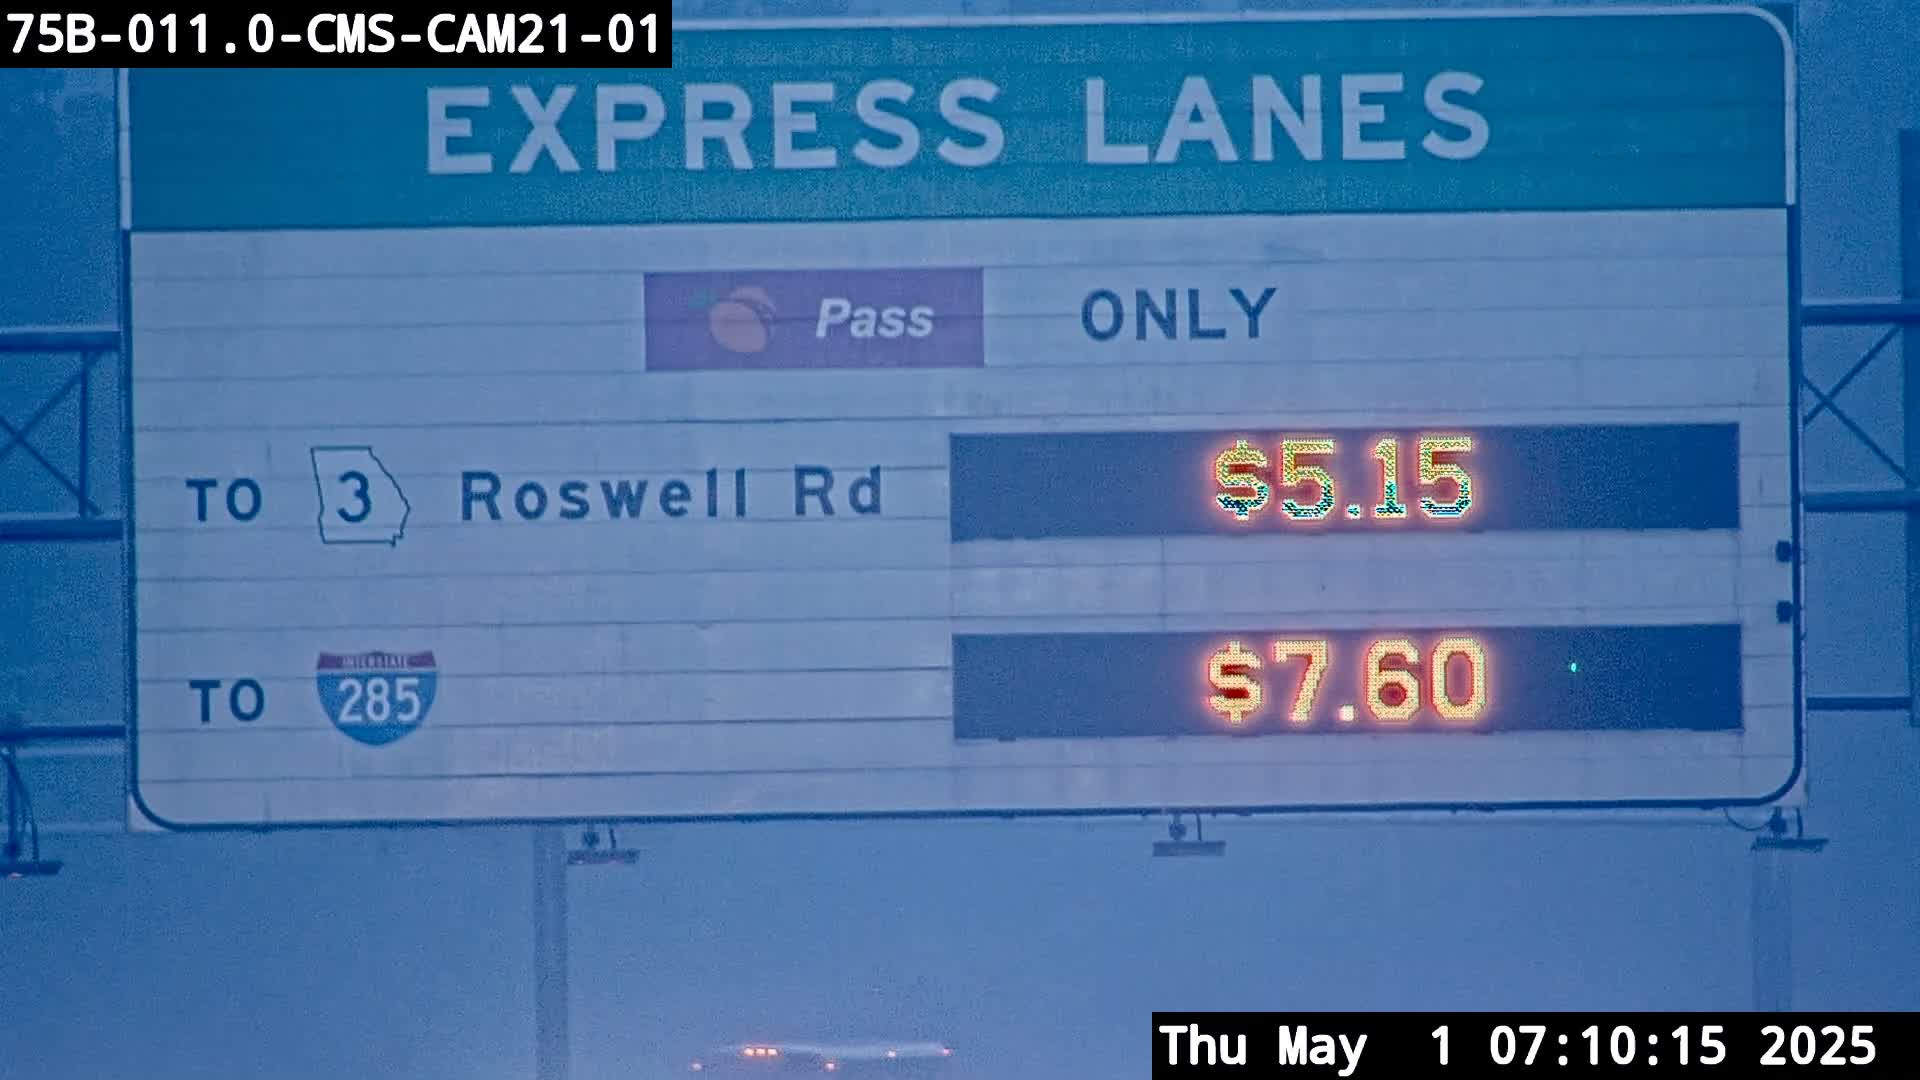 75B-011.0-CMS-CAM21-01
EXPRESS LANES
Pass ONLY
TO 3 Roswell Rd $5.15
INTERSTATE
TO 285 $7.60
Thu May 1 07:10:15 2025